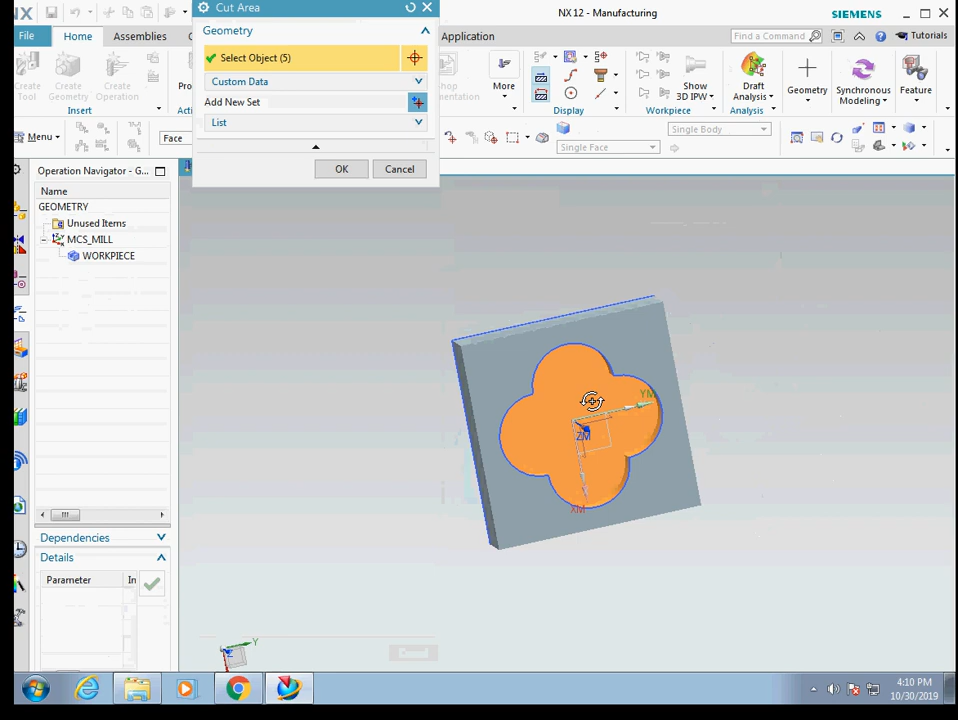 NX
Cut Area
NX 12 - Manufacturing
SIEMENS
File
Home
Assemblies
Application
Find a Command
Tutorials
Geometry
Select Object (5)
Custom Data
Add New Set
List
OK
Cancel
Create Tool
Create Geometry
Create Operation
Insert
More
Display
Show 3D IPW
Workpiece
Draft Analysis
Analysis
Geometry
Synchronous Modeling
Feature
Menu
Face
Single Face
Single Body
Operation Navigator - G...
Name
GEOMETRY
Unused Items
MCS_MILL
WORKPIECE
YM
ZM
XM
Dependencies
Details
Parameter
In
Y
Z
4:10 PM
10/30/2019